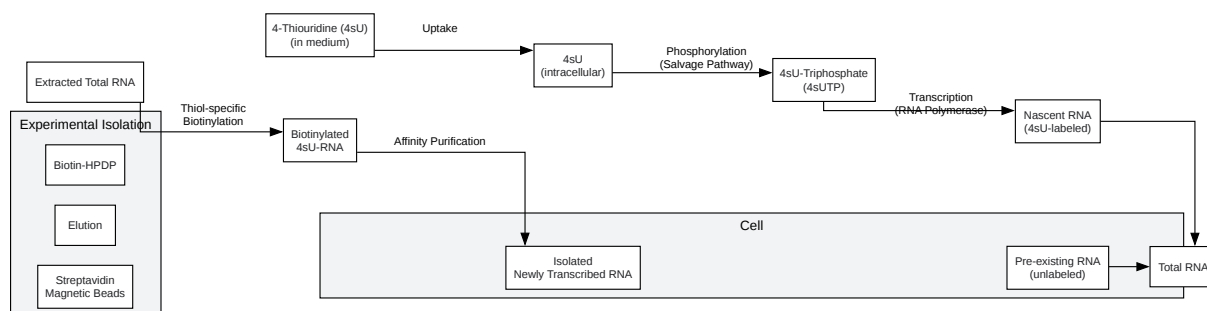 4-Thiouridine (4sU)
(in medium)
Uptake
4sU
(intracellular)
Phosphorylation
(Salvage Pathway)
4sU-Triphosphate
(4sUTP)
Transcription
(RNA Polymerase)
Nascent RNA
(4sU-labeled)
Extracted Total RNA
Thiol-specific
Biotinylation
Experimental Isolation
Biotinylated
4sU-RNA
Affinity Purification
Biotin-HPDP
Elution
Streptavidin
Magnetic Beads
Cell
Isolated
Newly Transcribed RNA
Pre-existing RNA
(unlabeled)
Total RNA